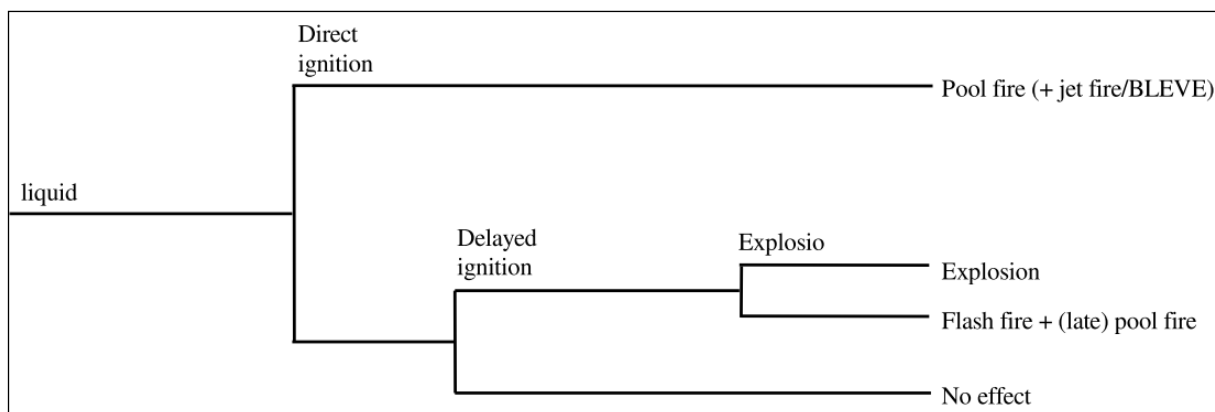 Direct
ignition
Pool fire (+ jet fire/BLEVE)
liquid
Delayed
ignition
Explosio
Explosion
Flash fire + (late) pool fire
No effect